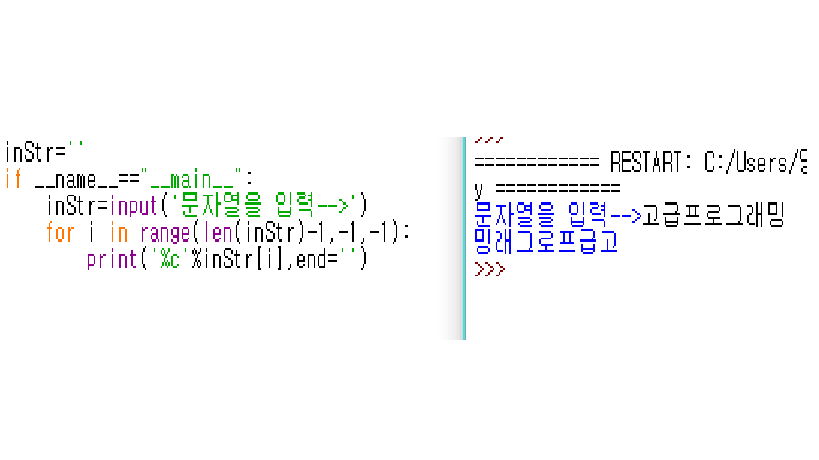 inStr=''
if __name__=="__main__":
inStr=input('문자열을 입력-->')
for i in range(len(inStr)-1,-1,-1):
print('%c'%inStr[i],end='')
>>>
============ RESTART: C:/Users/
y ============
문자열을 입력-->고급프로그래밍
밍래그로프급고
>>>